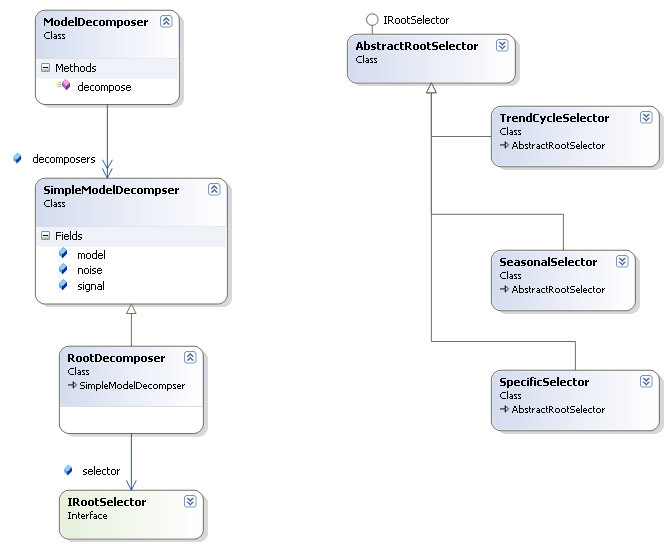 ModelDecomposer
Class
Methods
decompose
decomposers
SimpleModelDecompser
Class
Fields
model
noise
signal
RootDecomposer
Class
SimpleModelDecompser
selector
IRootSelector
Interface
IRootSelector
AbstractRootSelector
Class
TrendCycleSelector
Class
AbstractRootSelector
SeasonalSelector
Class
AbstractRootSelector
SpecificSelector
Class
AbstractRootSelector